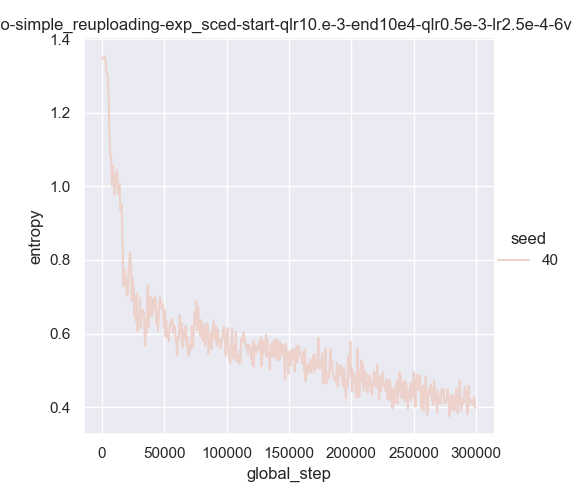 o-simple_reuploading-exp_sced-start-qlr10.e-3-end10e4-qlr0.5e-3-lr2.5e-4-6v
1.4
1.2
1.0
0.8
0.6
0.4
entropy
seed
40
0 50000 100000 150000 200000 250000 300000
global_step